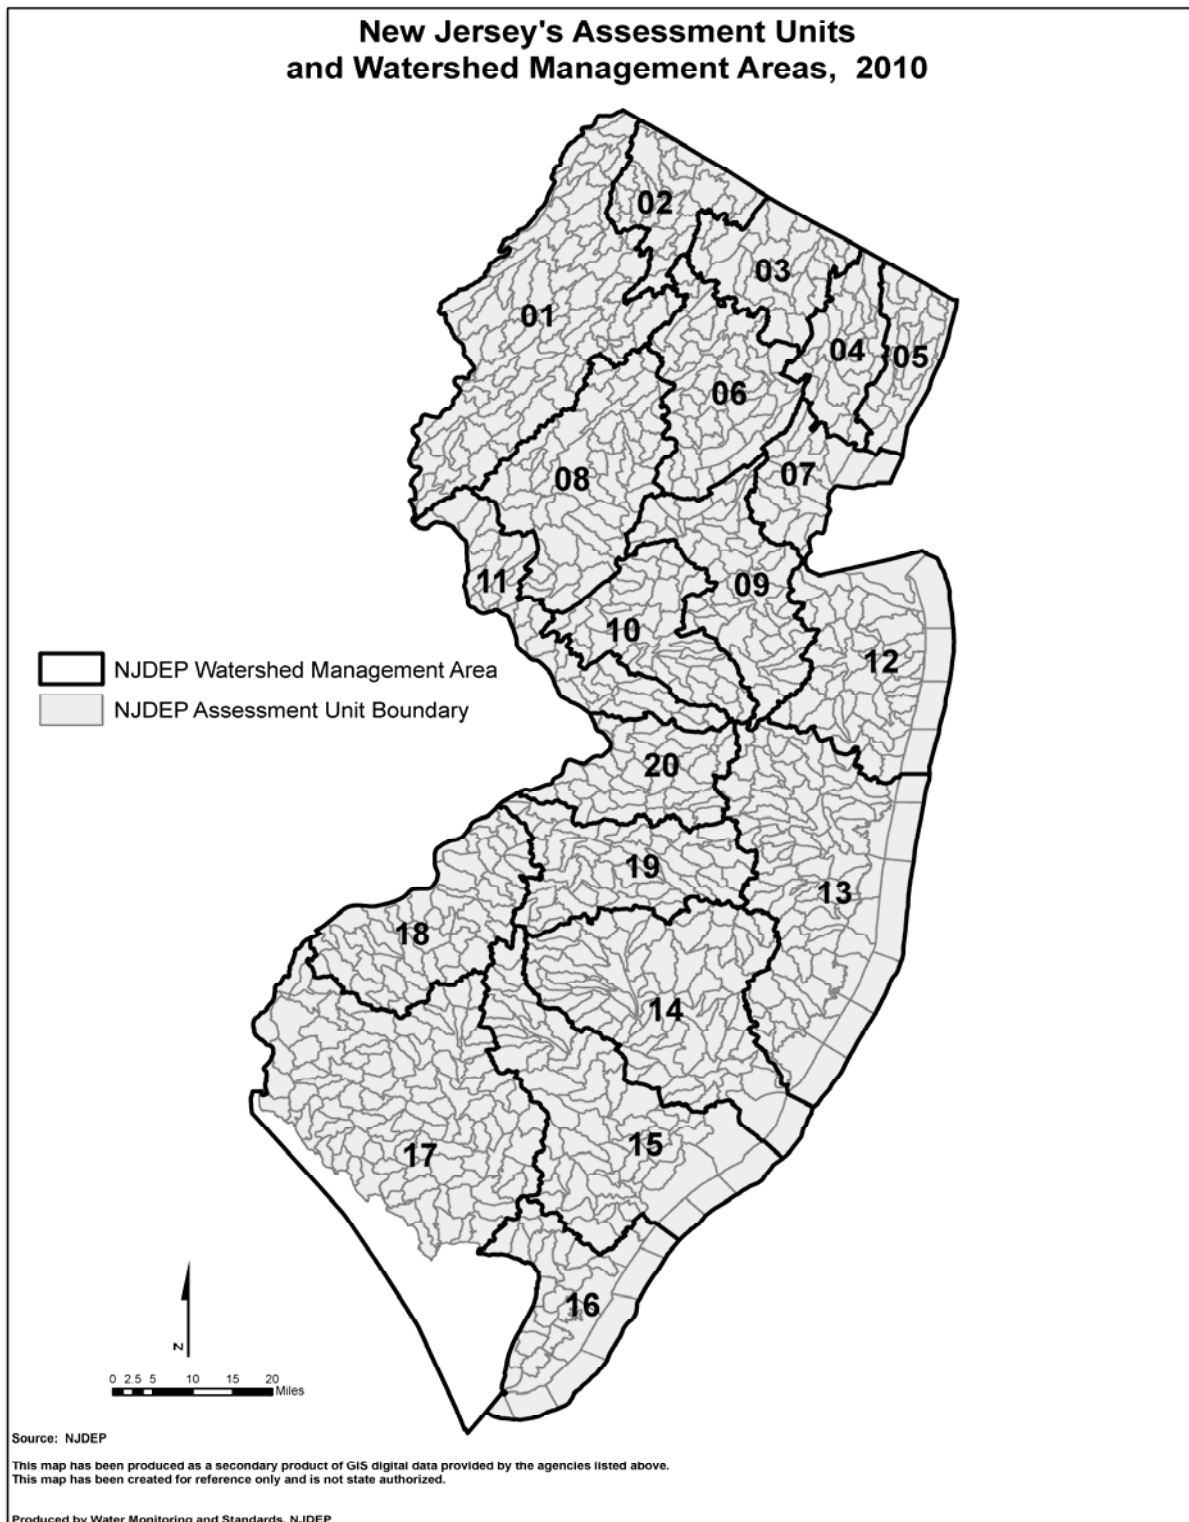 New Jersey's Assessment Units
and Watershed Management Areas, 2010
02
03
01
04
05
06
07
08
11
09
10
12
NJDEP Watershed Management Area
NJDEP Assessment Unit Boundary
20
19
13
18
14
15
17
16
N
0 2.5 5 10 15 20
Miles
Source: NJDEP
This map has been produced as a secondary product of GIS digital data provided by the agencies listed above.
This map has been created for reference only and is not state authorized.
Produced by Water Monitoring and Standards, NJDEP